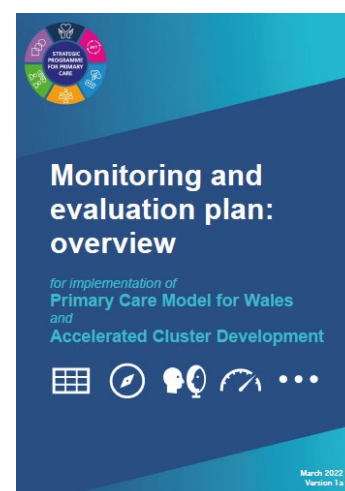 STRATEGIC
PROGRAMME
FOR PRIMARY
CARE
Monitoring and
evaluation plan:
overview
for implementation of
Primary Care Model for Wales
and
Accelerated Cluster Development
March 2022
Version 1a